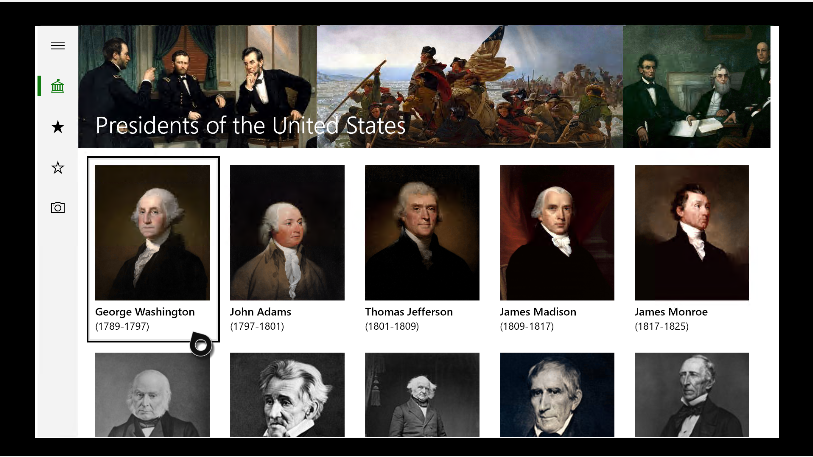 Presidents of the United States
George Washington
(1789-1797)
John Adams
(1797-1801)
Thomas Jefferson
(1801-1809)
James Madison
(1809-1817)
James Monroe
(1817-1825)